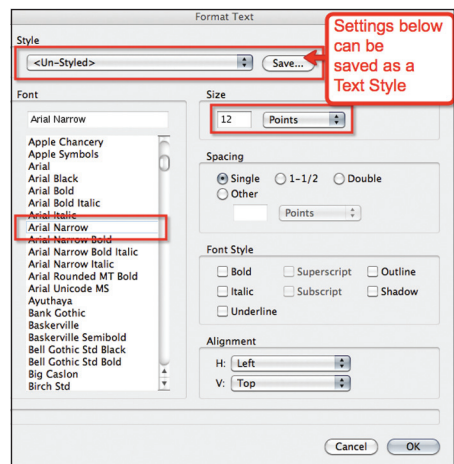 Format Text
Settings below
can be
saved as a
Text Style
Style
<Un-Styled>
Save...
Font
Arial Narrow
Apple Chancery
Apple Symbols
Arial
Arial Black
Arial Bold
Arial Bold Italic
Arial Italic
Arial Narrow
Arial Narrow Bold
Arial Narrow Bold Italic
Arial Narrow Italic
Arial Rounded MT Bold
Arial Unicode MS
Ayuthaya
Bank Gothic
Baskerville
Baskerville Semibold
Bell Gothic Std Black
Bell Gothic Std Bold
Big Caslon
Birch Std
Size
12 Points
Spacing
Single 1-1/2 Double
Other
Points
Font Style
Bold Superscript Outline
Italic Subscript Shadow
Underline
Alignment
H: Left
V: Top
Cancel OK